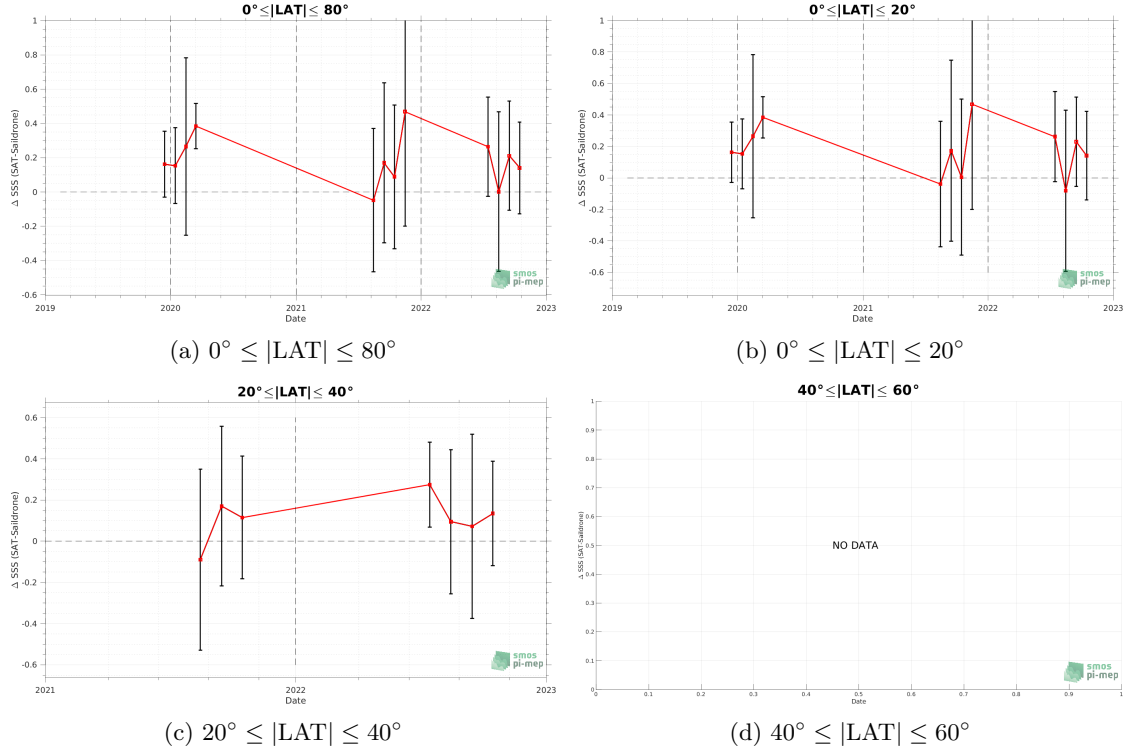 0°≤|LAT|≤ 80°
1
0.8
0.6
0.4
0.2
0
-0.2
-0.4
-0.6
Δ SSS (SAT-Saildrone)
2019
2020
2021
2022
2023
Date
smos
pi-mep
(a) 0° ≤ |LAT| ≤ 80°
0°≤|LAT|≤ 20°
1
0.8
0.6
0.4
0.2
0
-0.2
-0.4
-0.6
Δ SSS (SAT-Saildrone)
2019
2020
2021
2022
2023
Date
smos
pi-mep
(b) 0° ≤ |LAT| ≤ 20°
20°≤|LAT|≤ 40°
0.6
0.4
0.2
0
-0.2
-0.4
-0.6
Δ SSS (SAT-Saildrone)
2021
2022
2023
Date
smos
pi-mep
(c) 20° ≤ |LAT| ≤ 40°
40°≤|LAT|≤ 60°
1
0.9
0.8
0.7
0.6
0.5
0.4
0.3
0.2
0.1
0
Δ SSS (SAT-Saildrone)
NO DATA
0
0.1
0.2
0.3
0.4
0.5
0.6
0.7
0.8
0.9
1
Date
smos
pi-mep
(d) 40° ≤ |LAT| ≤ 60°